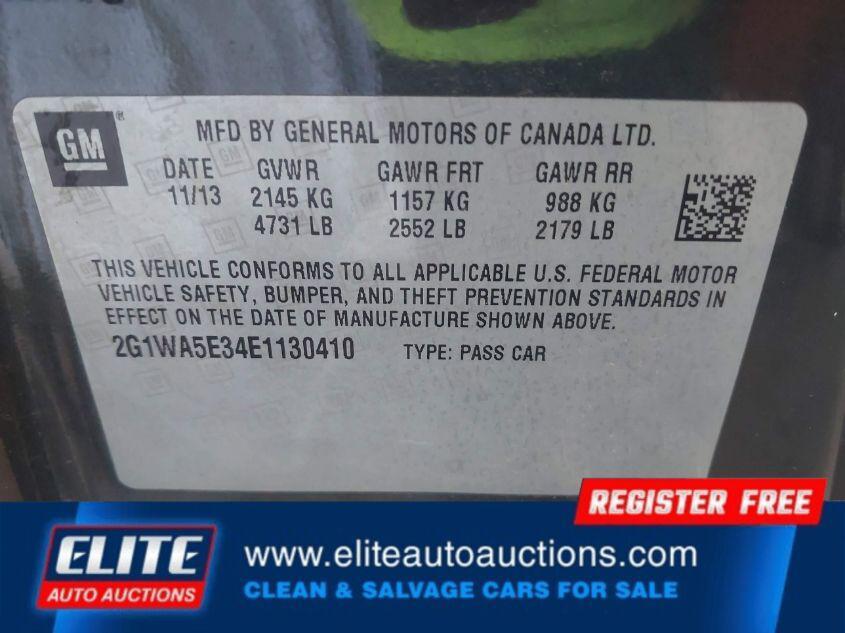 GM
MFD BY GENERAL MOTORS OF CANADA LTD.
DATE GVWR GAWR FRT GAWR RR
11/13 2145 KG 1157 KG 988 KG
4731 LB 2552 LB 2179 LB
THIS VEHICLE CONFORMS TO ALL APPLICABLE U.S. FEDERAL MOTOR
VEHICLE SAFETY, BUMPER, AND THEFT PREVENTION STANDARDS IN
EFFECT ON THE DATE OF MANUFACTURE SHOWN ABOVE.
2G1WA5E34E1130410 TYPE: PASS CAR
REGISTER FREE
ELITE
AUTO AUCTIONS
www.eliteautoauctions.com
CLEAN & SALVAGE CARS FOR SALE